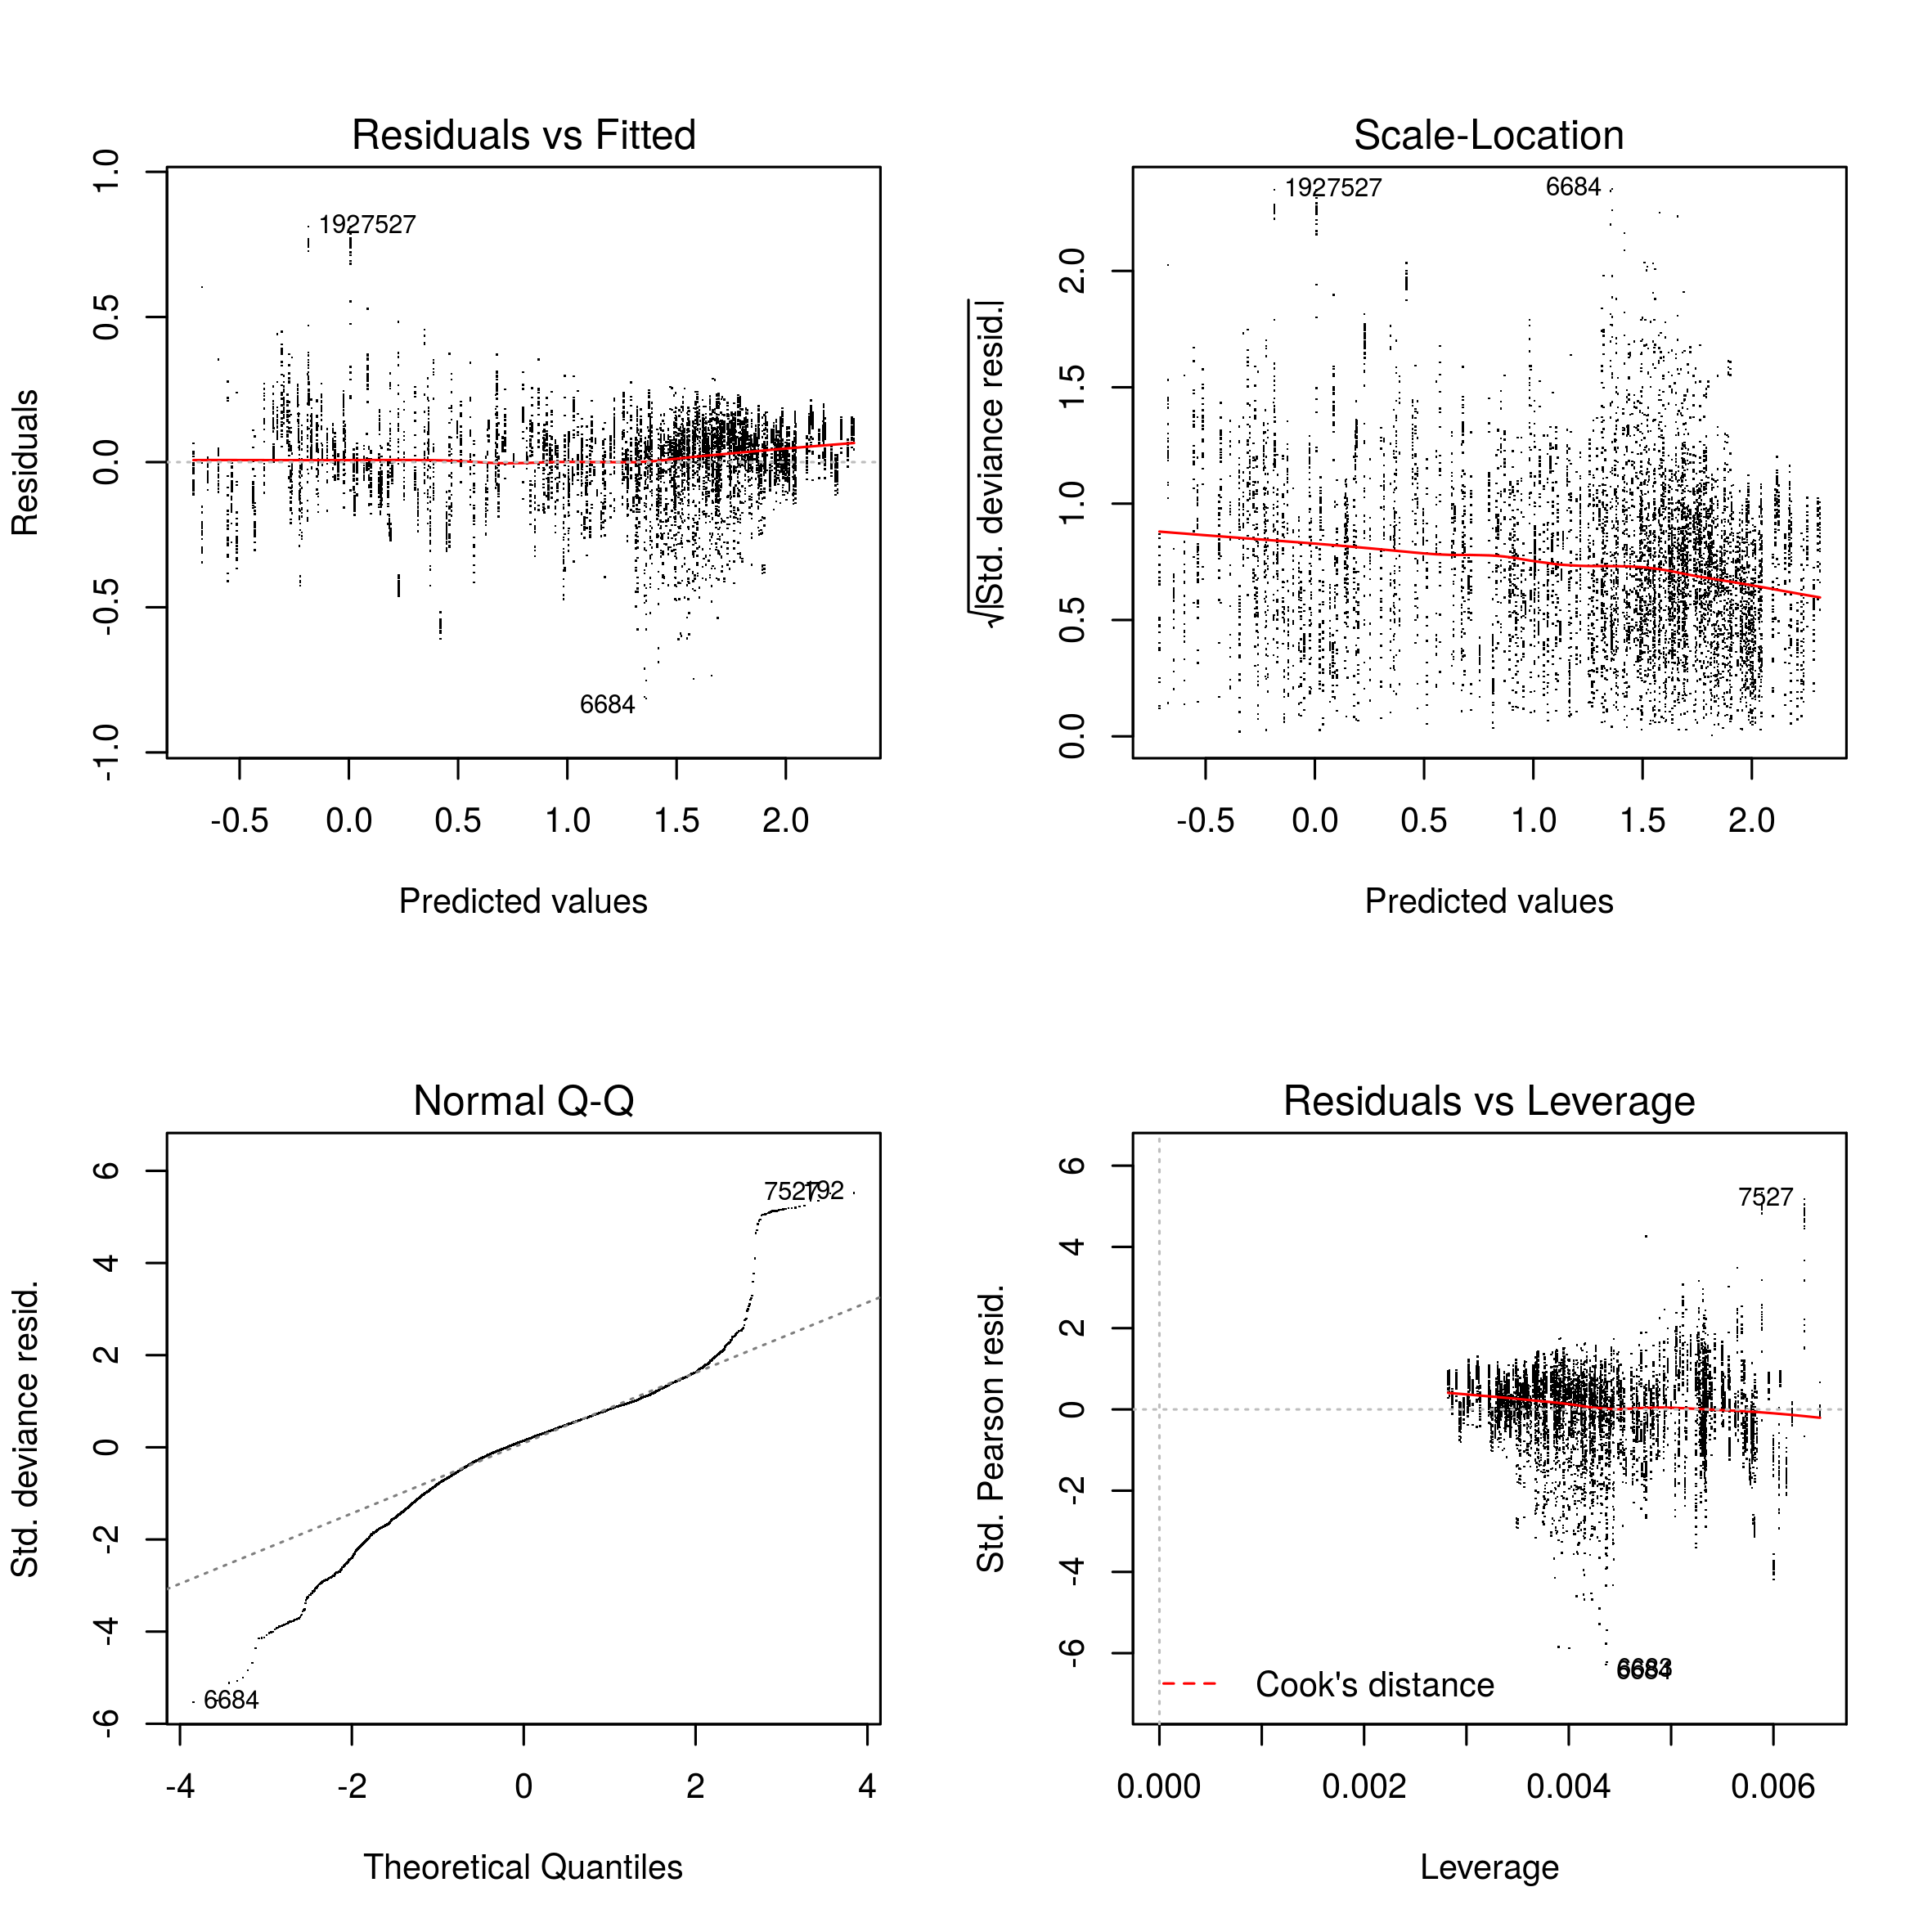 Residuals vs Fitted
Residuals
1.0
0.5
0.0
-0.5
-1.0
1927527
6684
-0.5 0.0 0.5 1.0 1.5 2.0
Predicted values
Scale-Location
√|Std. deviance resid.|
2.0
1.5
1.0
0.5
0.0
1927527
6684
-0.5 0.0 0.5 1.0 1.5 2.0
Predicted values
Normal Q-Q
Std. deviance resid.
6
4
2
0
-2
-4
-6
7527
192
6684
-4 -2 0 2 4
Theoretical Quantiles
Residuals vs Leverage
Std. Pearson resid.
6
4
2
0
-2
-4
-6
7527
6684
Cook's distance
0.000 0.002 0.004 0.006
Leverage